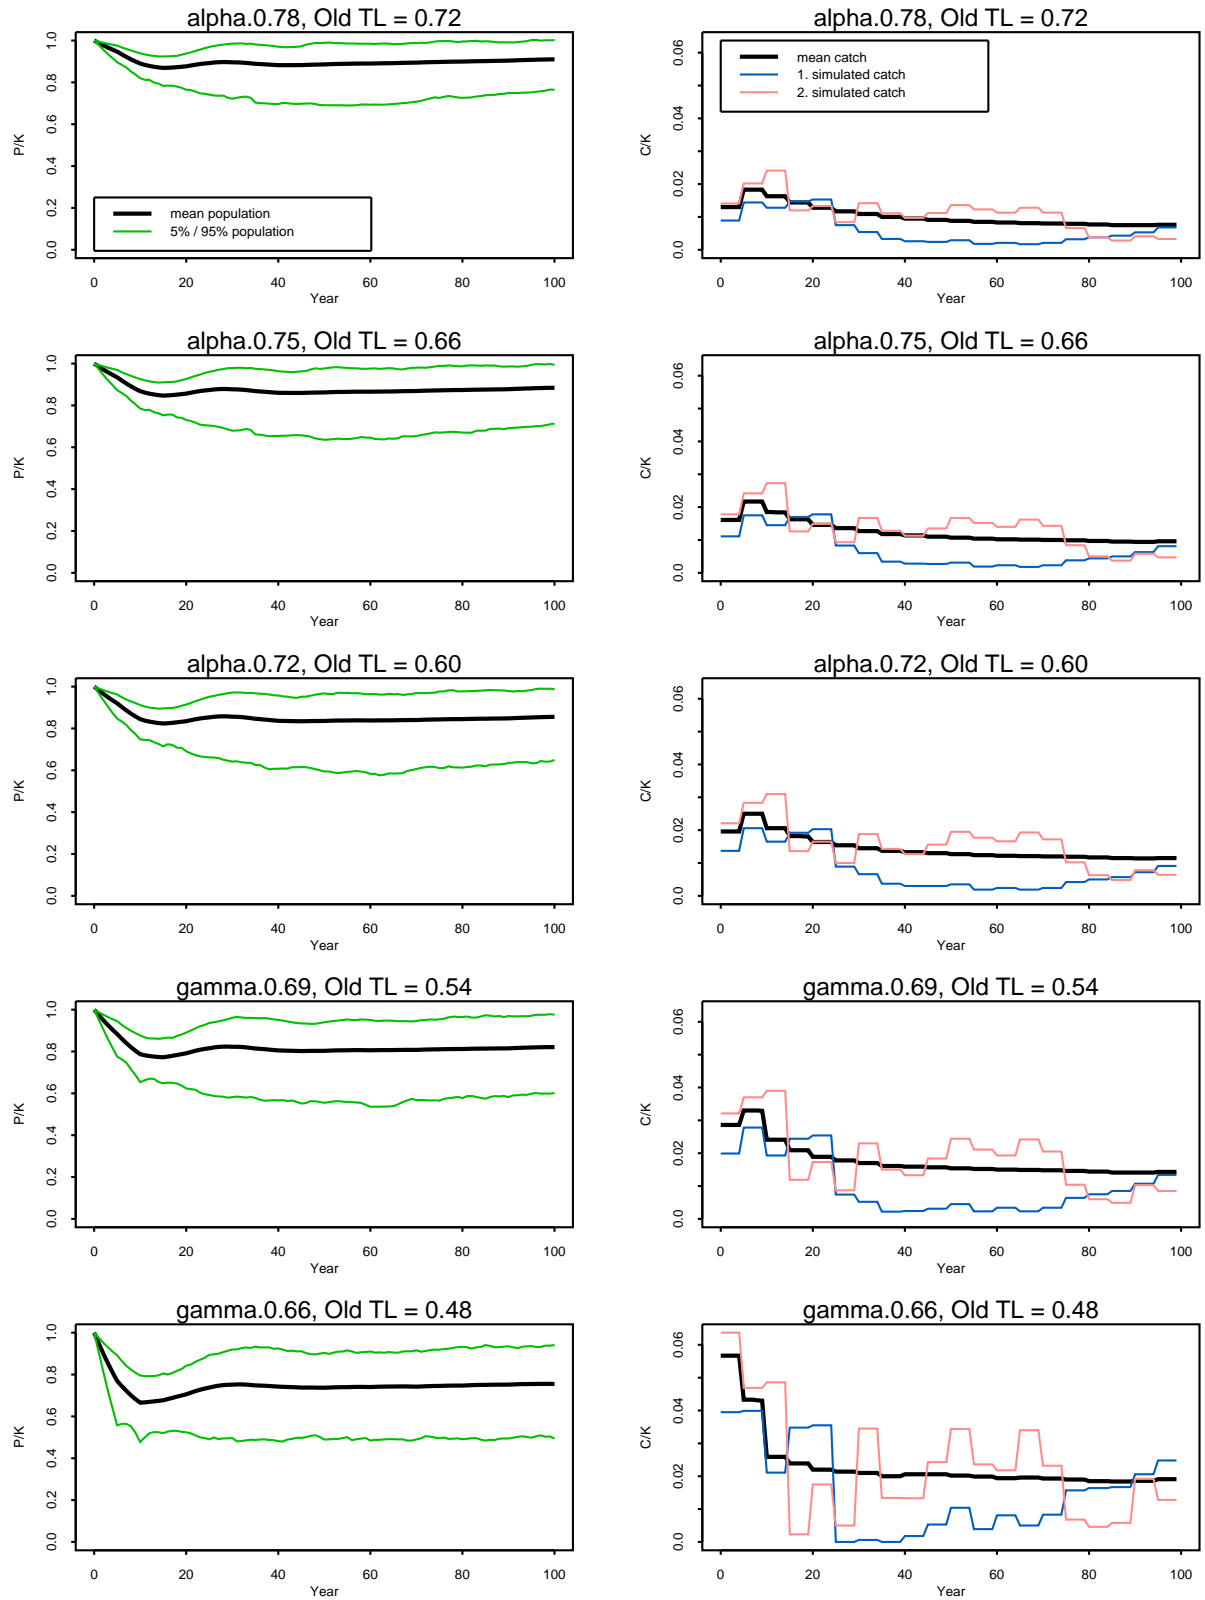 alpha.0.78, Old TL = 0.72
P/K
0.0 0.2 0.4 0.6 0.8 1.0
mean population
5% / 95% population
0 20 40 60 80 100
Year
alpha.0.78, Old TL = 0.72
C/K
0.0 0.02 0.04 0.06
mean catch
1. simulated catch
2. simulated catch
0 20 40 60 80 100
Year
alpha.0.75, Old TL = 0.66
P/K
0.0 0.2 0.4 0.6 0.8 1.0
0 20 40 60 80 100
Year
alpha.0.75, Old TL = 0.66
C/K
0.0 0.02 0.04 0.06
0 20 40 60 80 100
Year
alpha.0.72, Old TL = 0.60
P/K
0.0 0.2 0.4 0.6 0.8 1.0
0 20 40 60 80 100
Year
alpha.0.72, Old TL = 0.60
C/K
0.0 0.02 0.04 0.06
0 20 40 60 80 100
Year
gamma.0.69, Old TL = 0.54
P/K
0.0 0.2 0.4 0.6 0.8 1.0
0 20 40 60 80 100
Year
gamma.0.69, Old TL = 0.54
C/K
0.0 0.02 0.04 0.06
0 20 40 60 80 100
Year
gamma.0.66, Old TL = 0.48
P/K
0.0 0.2 0.4 0.6 0.8 1.0
0 20 40 60 80 100
Year
gamma.0.66, Old TL = 0.48
C/K
0.0 0.02 0.04 0.06
0 20 40 60 80 100
Year